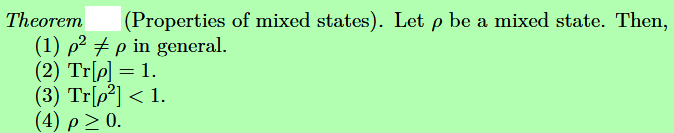 Theorem (Properties of mixed states). Let ρ be a mixed state. Then,
(1) ρ² ≠ ρ in general.
(2) Tr[ρ] = 1.
(3) Tr[ρ²] < 1.
(4) ρ ≥ 0.